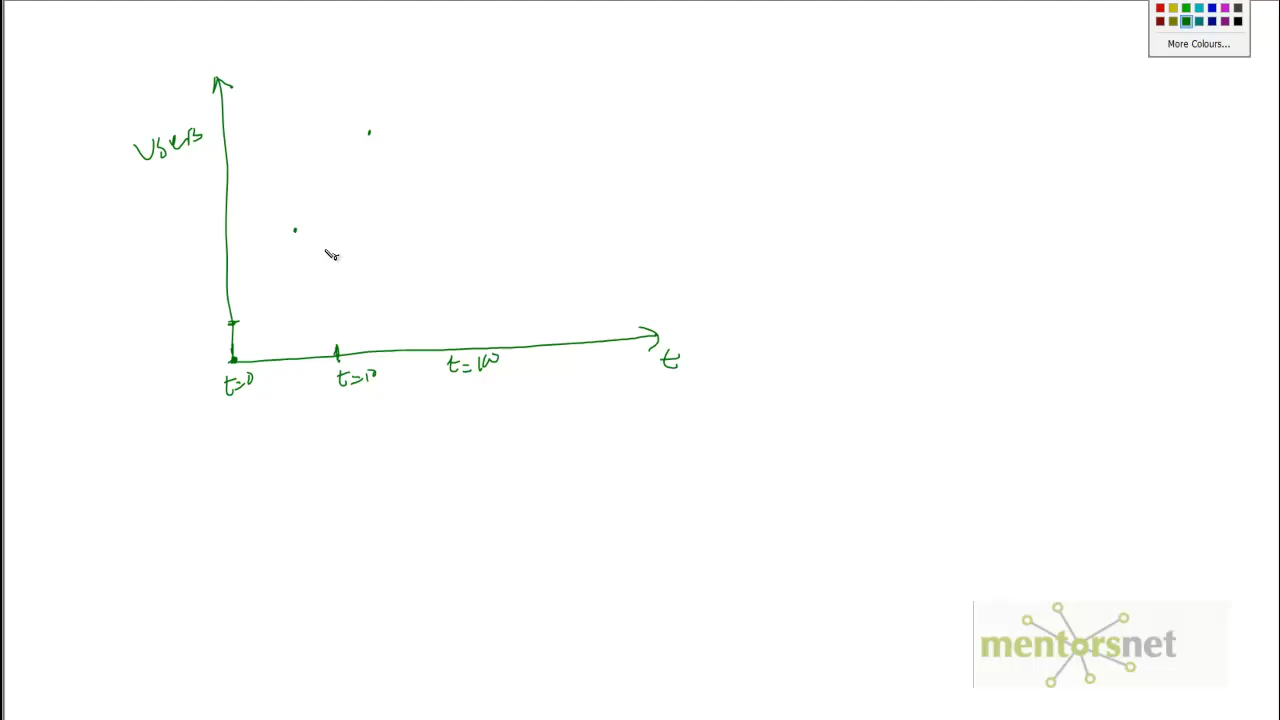 More Colours...
Users
t=0
t=10
t=100
t
mentorsnet